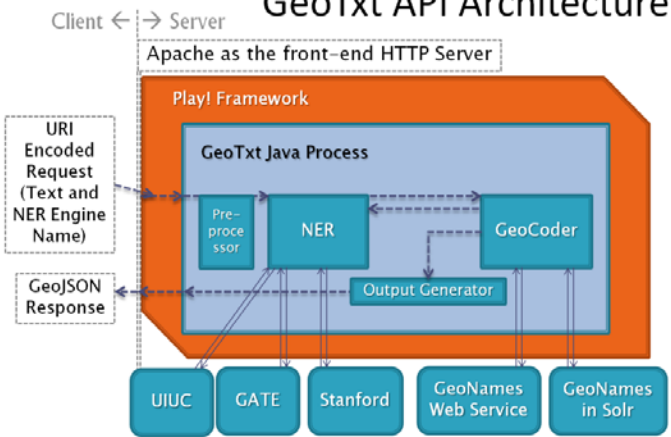 GeoTxt API Architecture
Client ← → Server
Apache as the front-end HTTP Server
Play! Framework
URI
Encoded
Request
(Text and
NER Engine
Name)
GeoTxt Java Process
Pre-
proce
ssor
NER
GeoCoder
GeoJSON
Response
Output Generator
UIUC
GATE
Stanford
GeoNames
Web Service
GeoNames
in Solr